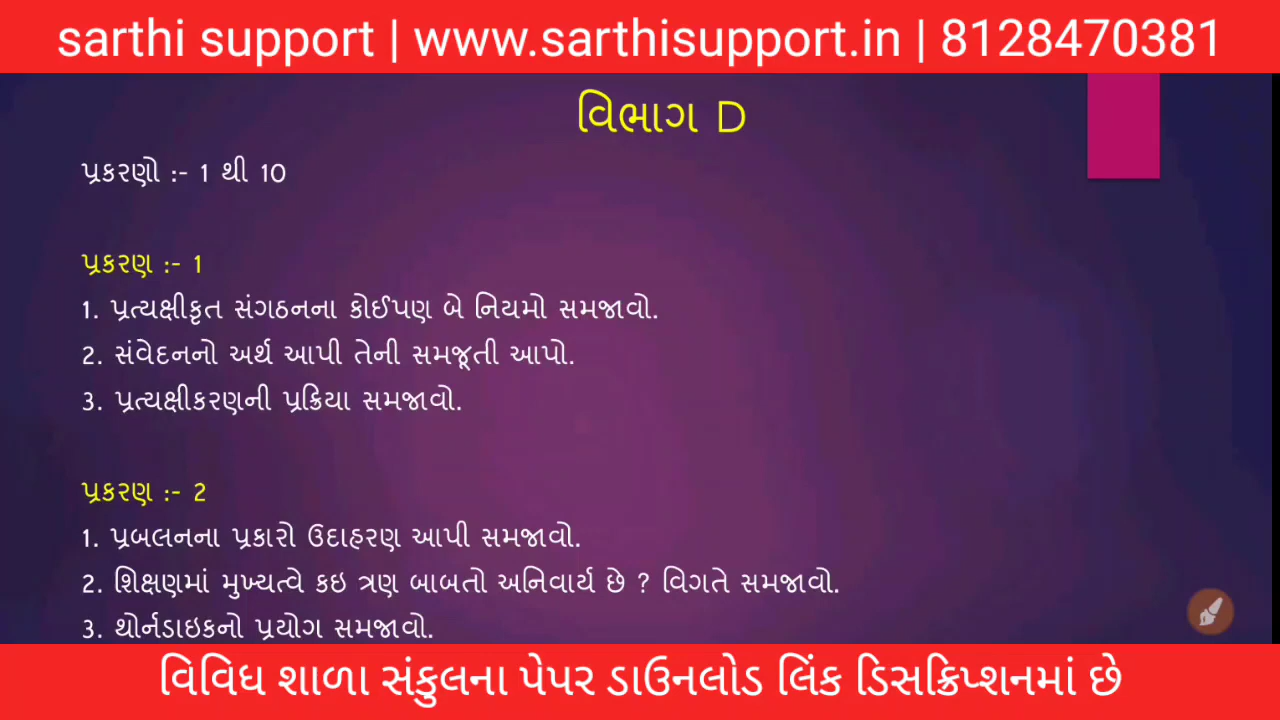 sarthi support | www.sarthisupport.in | 8128470381
વિભાગ D
પ્રકરણો :- 1 થી 10
પ્રકરણ :- 1
1. પ્રત્યક્ષીકૃત સંગઠનના કોઈપણ બે નિયમો સમજાવો.
2. સંવેદનનો અર્થ આપી તેની સમજૂતી આપો.
3. પ્રત્યક્ષીકરણની પ્રક્રિયા સમજાવો.
પ્રકરણ :- 2
1. પ્રબલનના પ્રકારો ઉદાહરણ આપી સમજાવો.
2. શિક્ષણમાં મુખ્યત્વે કઇ ત્રણ બાબતો અનિવાર્ય છે ? વિગતે સમજાવો.
3. થોર્નડાઇકનો પ્રયોગ સમજાવો.
વિવિધ શાળા સંકુલના પેપર ડાઉનલોડ લિંક ડિસક્રિપ્શનમાં છે